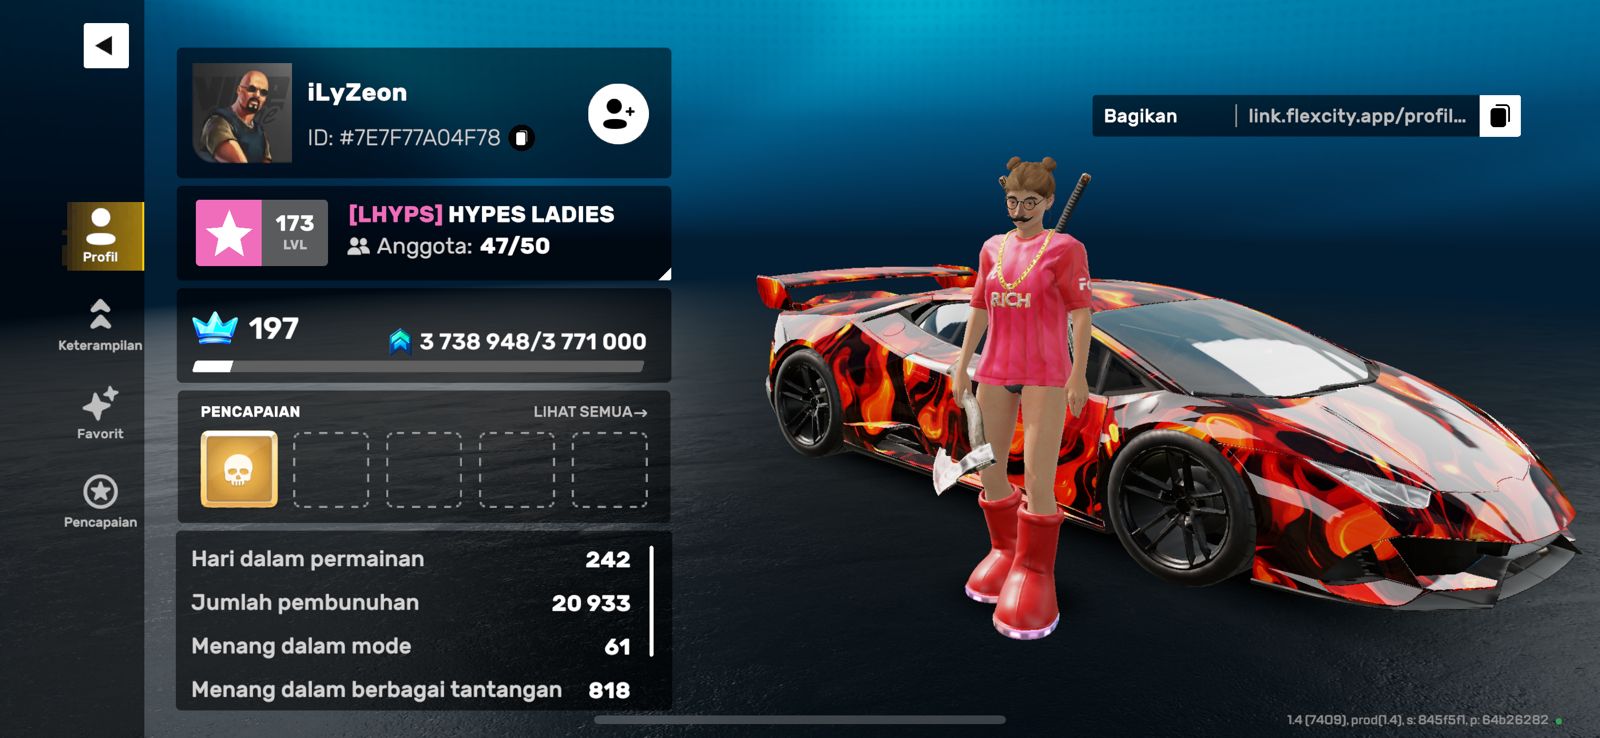 iLyZeon
ID: #7E7F77A04F78
Bagikan
link.flexcity.app/profil...
173
LVL
[LHYPS] HYPES LADIES
Anggota: 47/50
Profil
Keterampilan
Favorit
Pencapaian
197
3 738 948/3 771 000
PENCAPAIAN
LIHAT SEMUA→
Hari dalam permainan 242
Jumlah pembunuhan 20 933
Menang dalam mode 61
Menang dalam berbagai tantangan 818
RICH
1.4 (7409), prod(1.4), s: 845f5f1, p: 64b26282